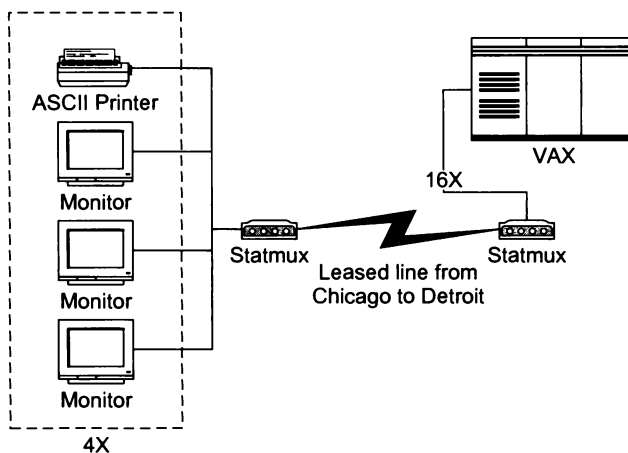 ASCII Printer
Monitor
Monitor
Monitor
4X
Statmux
Leased line from
Chicago to Detroit
Statmux
16X
VAX